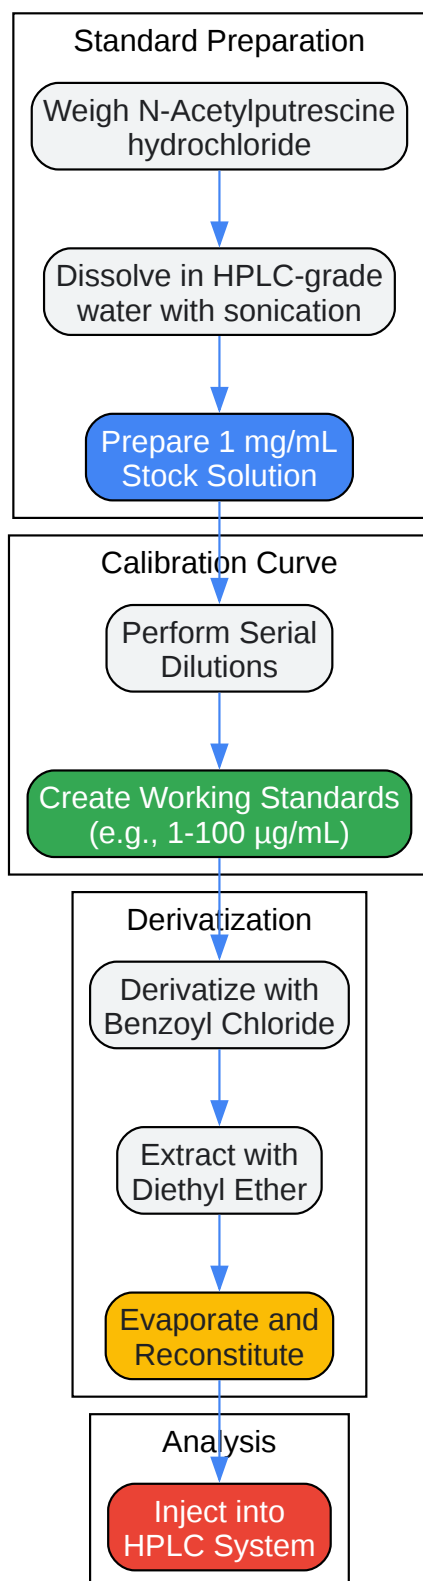 Standard Preparation
Weigh N-Acetylputrescine
hydrochloride
Dissolve in HPLC-grade
water with sonication
Prepare 1 mg/mL
Stock Solution
Calibration Curve
Perform Serial
Dilutions
Create Working Standards
(e.g., 1-100 µg/mL)
Derivatization
Derivatize with
Benzoyl Chloride
Extract with
Diethyl Ether
Evaporate and
Reconstitute
Analysis
Inject into
HPLC System